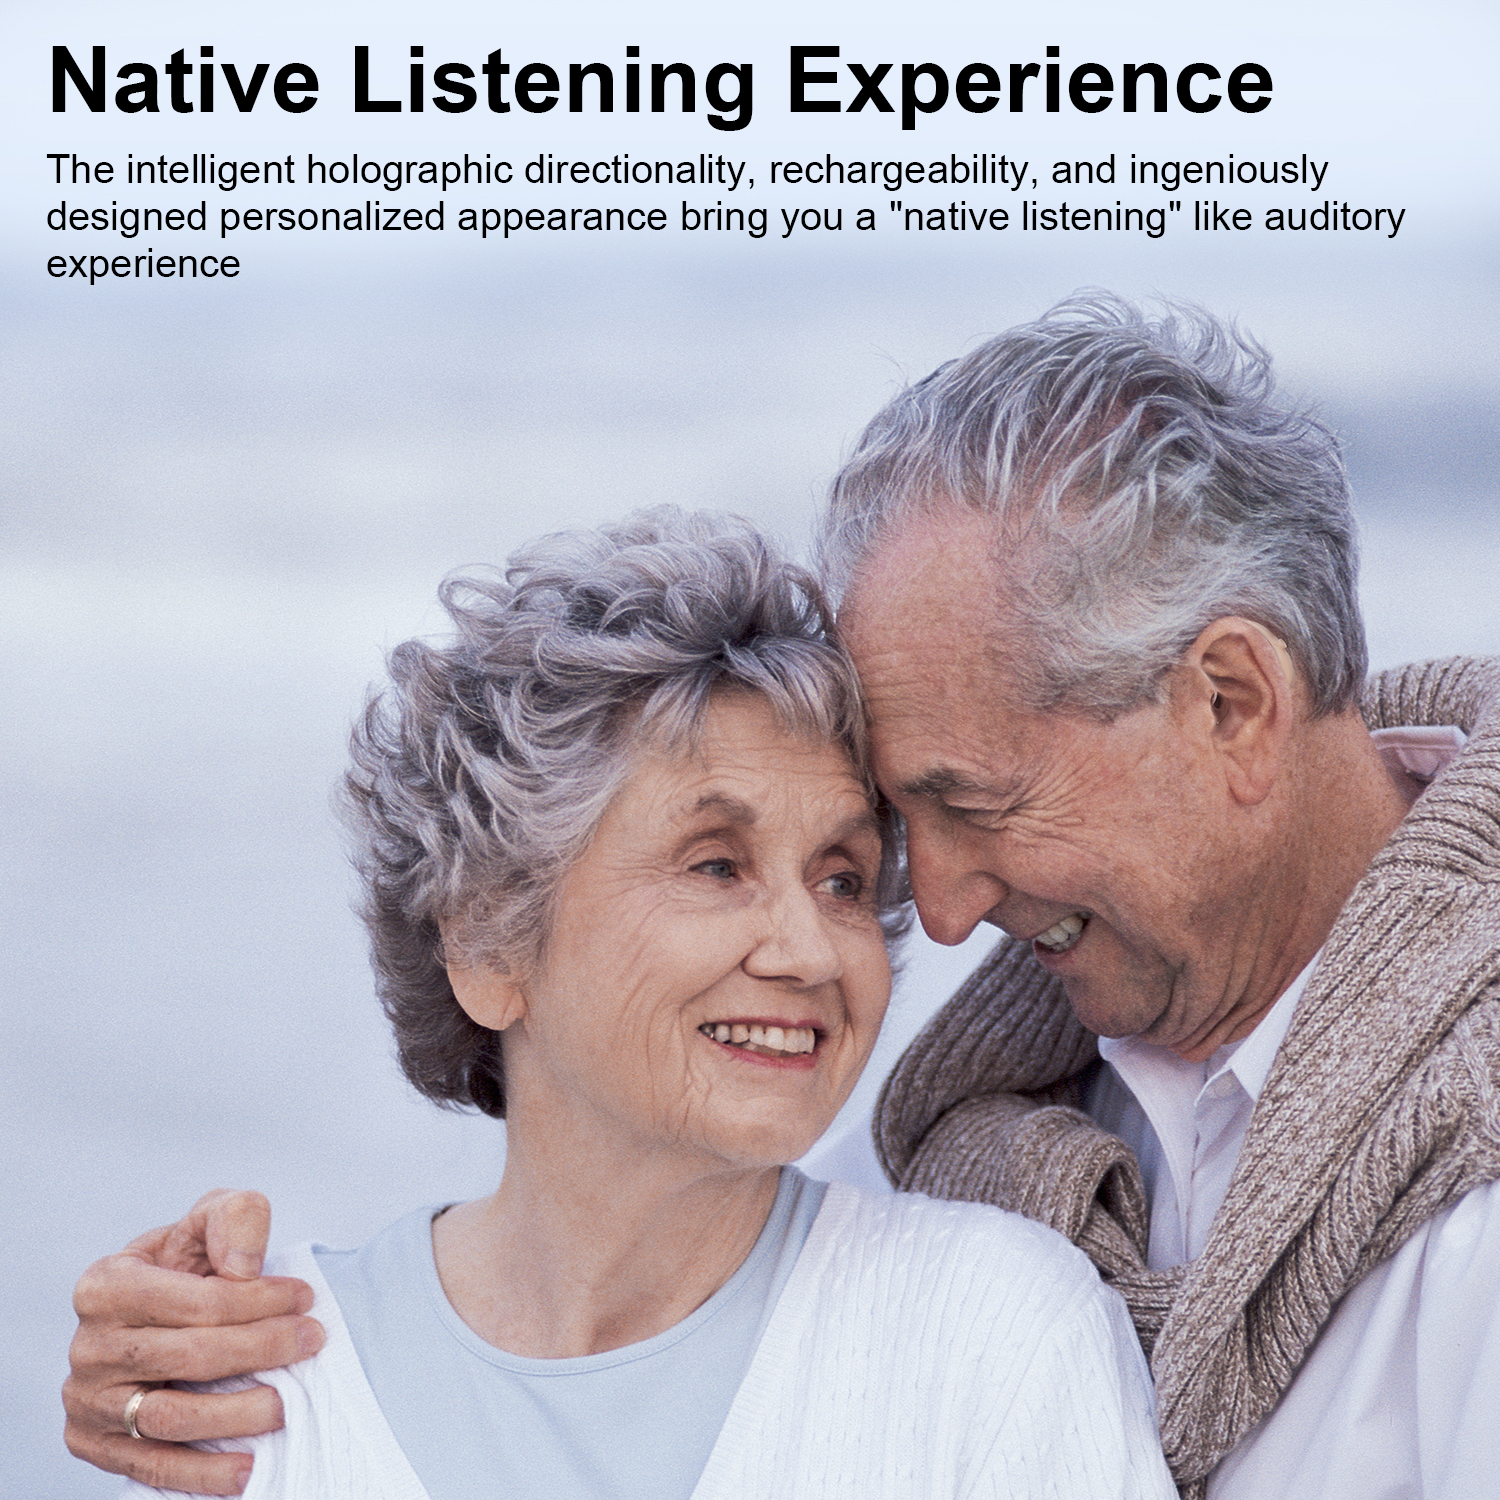 Native Listening Experience
The intelligent holographic directionality, rechargeability, and ingeniously
designed personalized appearance bring you a "native listening" like auditory
experience